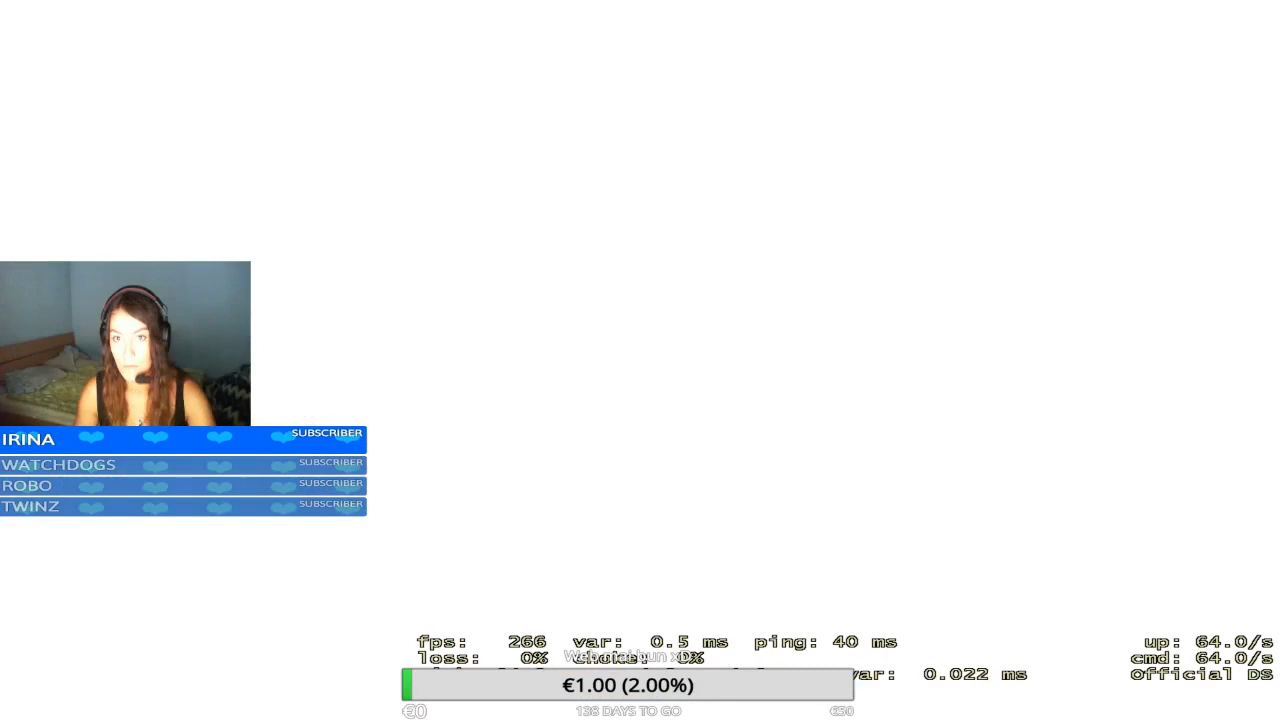 IRINA SUBSCRIBER
WATCHDOGS SUBSCRIBER
ROBO SUBSCRIBER
TWINZ SUBSCRIBER
fps: 266 var: 0.5 ms ping: 40 ms up: 64.0/s
loss: 0% choke: 0% cmd: 64.0/s
var: 0.022 ms Official DS
€1.00 (2.00%)
€0 138 DAYS TO GO €50